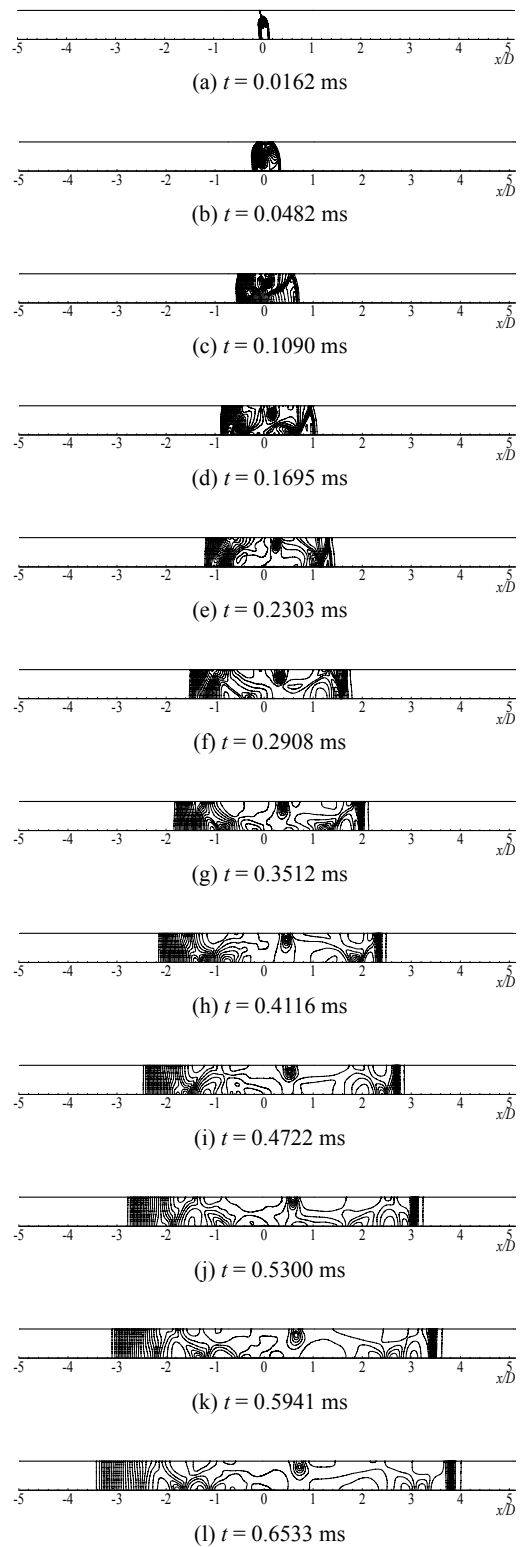 -5 -4 -3 -2 -1 0 1 2 3 4 5
x/D
(a) t = 0.0162 ms
-5 -4 -3 -2 -1 0 1 2 3 4 5
x/D
(b) t = 0.0482 ms
-5 -4 -3 -2 -1 0 1 2 3 4 5
x/D
(c) t = 0.1090 ms
-5 -4 -3 -2 -1 0 1 2 3 4 5
x/D
(d) t = 0.1695 ms
-5 -4 -3 -2 -1 0 1 2 3 4 5
x/D
(e) t = 0.2303 ms
-5 -4 -3 -2 -1 0 1 2 3 4 5
x/D
(f) t = 0.2908 ms
-5 -4 -3 -2 -1 0 1 2 3 4 5
x/D
(g) t = 0.3512 ms
-5 -4 -3 -2 -1 0 1 2 3 4 5
x/D
(h) t = 0.4116 ms
-5 -4 -3 -2 -1 0 1 2 3 4 5
x/D
(i) t = 0.4722 ms
-5 -4 -3 -2 -1 0 1 2 3 4 5
x/D
(j) t = 0.5300 ms
-5 -4 -3 -2 -1 0 1 2 3 4 5
x/D
(k) t = 0.5941 ms
-5 -4 -3 -2 -1 0 1 2 3 4 5
x/D
(l) t = 0.6533 ms